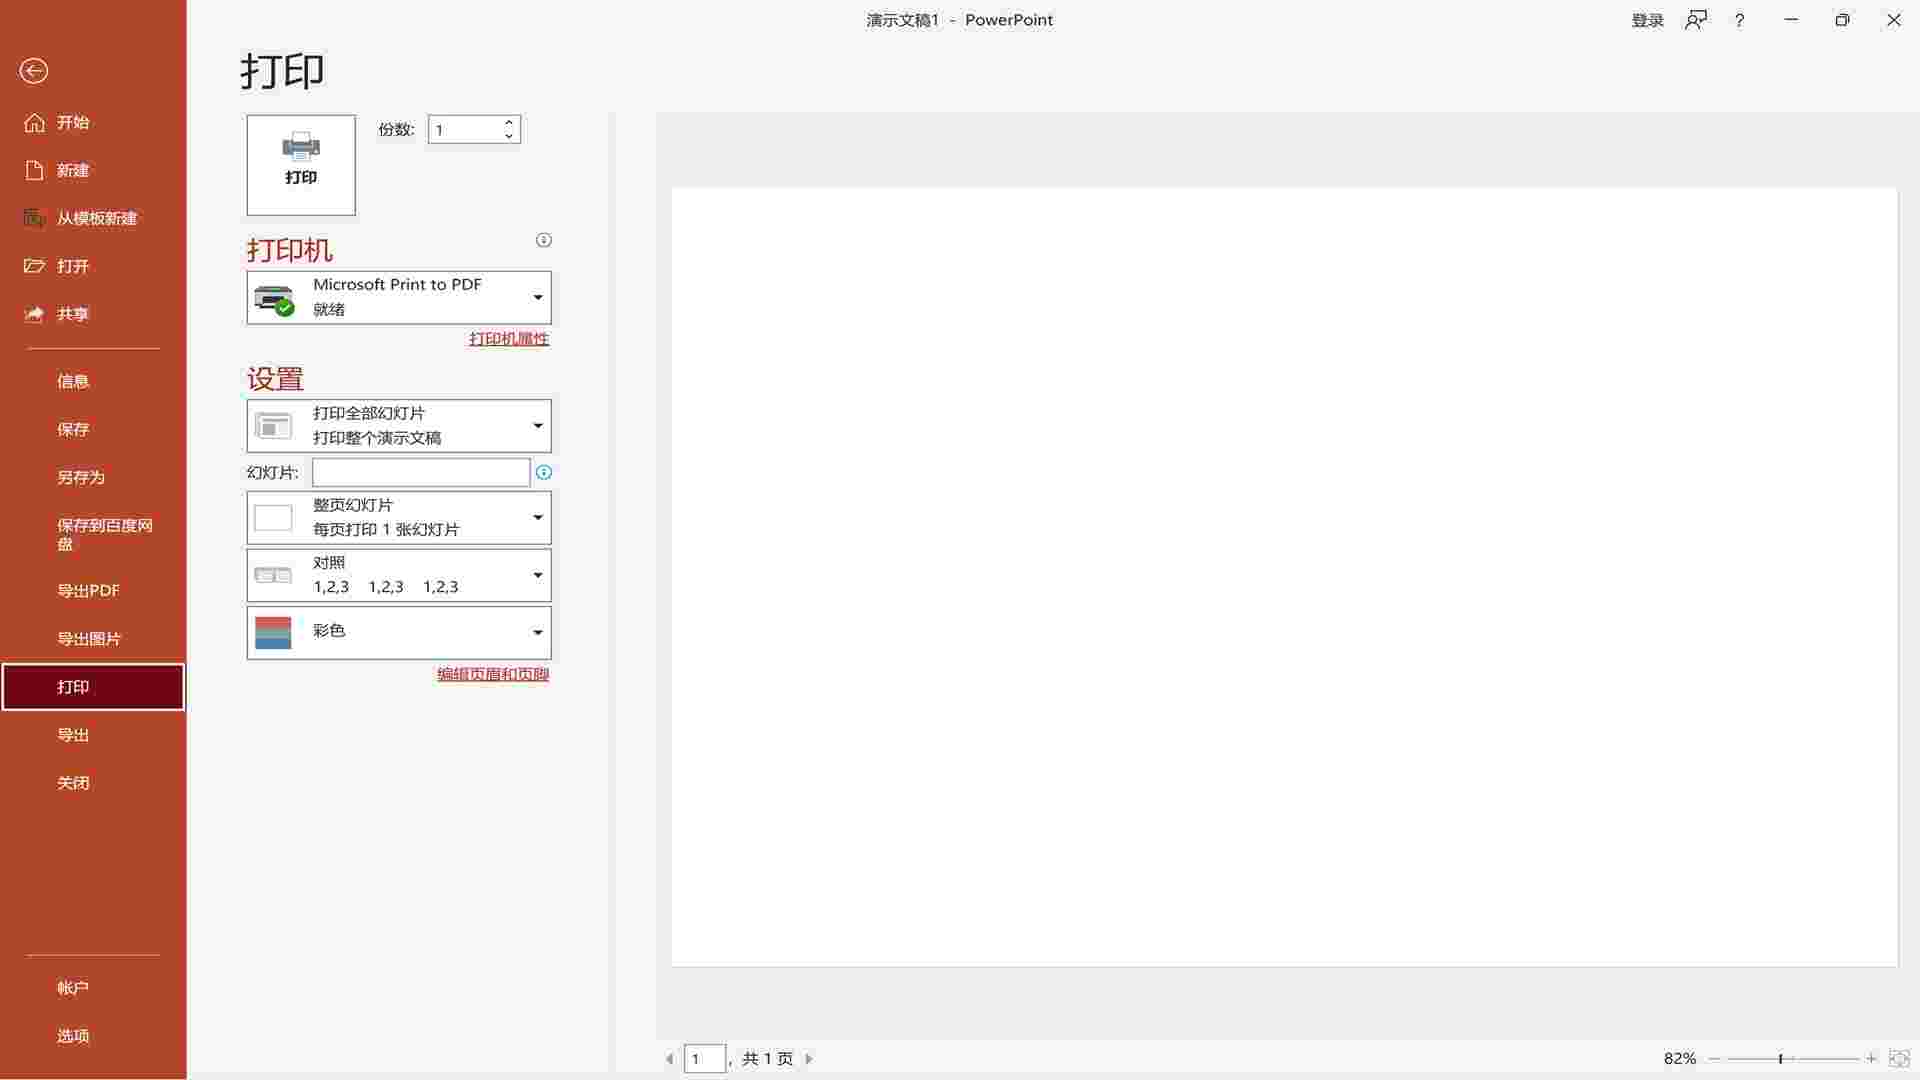 演示文稿1 - PowerPoint
登录
?
开始
新建
从模板新建
打开
共享
信息
保存
另存为
保存到百度网
盘
导出PDF
导出图片
打印
导出
关闭
帐户
选项
打印
打印
份数:
1
打印机
Microsoft Print to PDF
就绪
打印机属性
设置
打印全部幻灯片
打印整个演示文稿
幻灯片:
整页幻灯片
每页打印 1 张幻灯片
对照
1,2,3 1,2,3 1,2,3
彩色
编辑页眉和页脚
1 , 共 1 页
82%